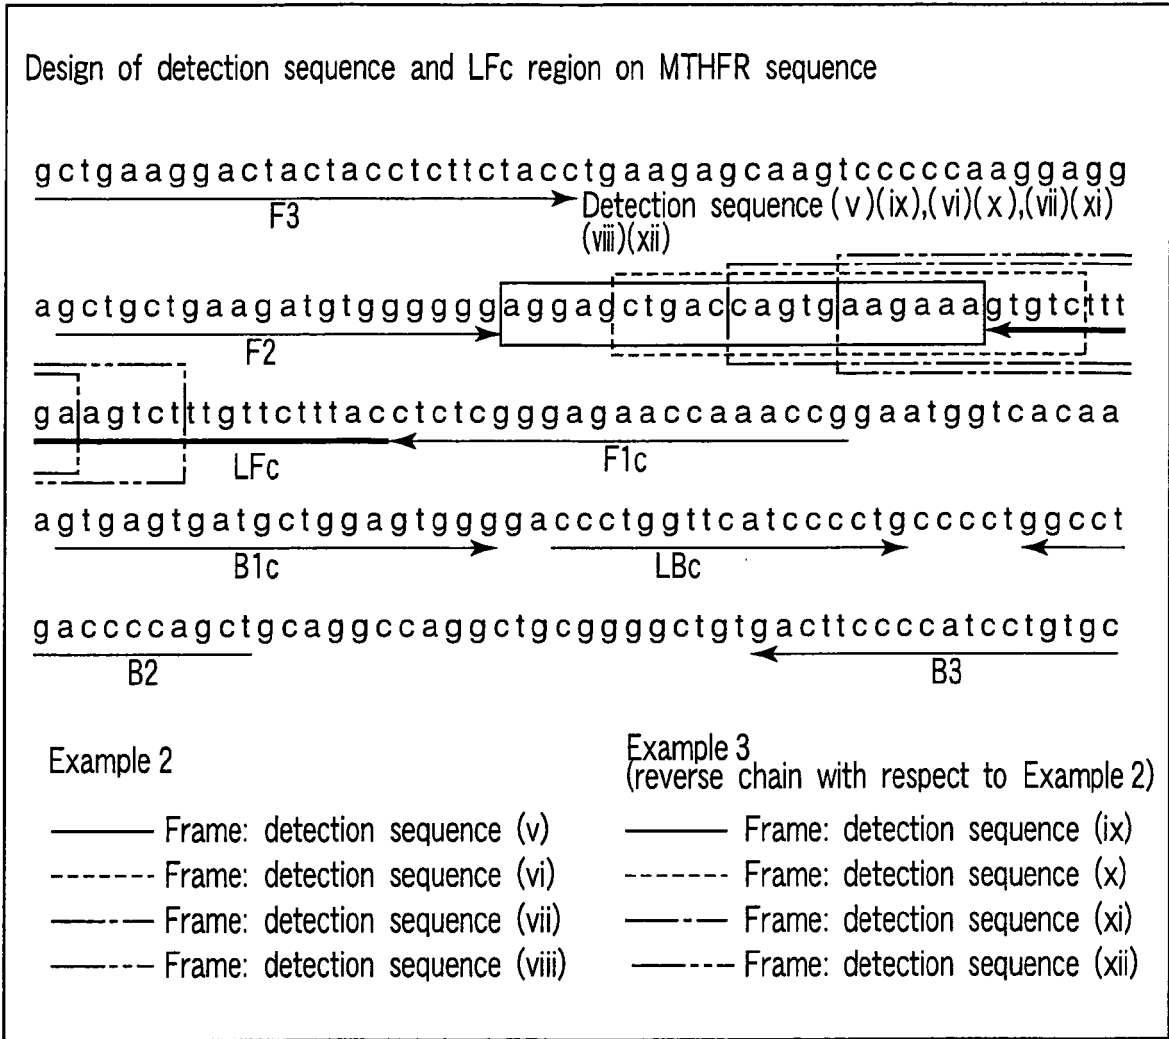 Design of detection sequence and LFc region on MTHFR sequence
gctgaaggactactacctcttctacctgaagagcaagtcccccaaggagg
F3
Detection sequence (v)(ix),(vi)(x),(vii)(xi)
(viii)(xii)
agctgctgaagatgtggggggaggagctgaccagtgaagaaagtgtcttt
F2
gaagtcttttgttctttacctctcgggagaaccaaaccggaatggtcacaa
LFc F1c
agtgagtgatgctggagtggggaccctggttcatcccctgcccctggcct
B1c LBc
gaccccagctgcaggccaggctgcggggctgtgacttccccatcctgtgc
B2 B3
Example 2
Frame: detection sequence (v)
Frame: detection sequence (vi)
Frame: detection sequence (vii)
Frame: detection sequence (viii)
Example 3
(reverse chain with respect to Example 2)
Frame: detection sequence (ix)
Frame: detection sequence (x)
Frame: detection sequence (xi)
Frame: detection sequence (xii)